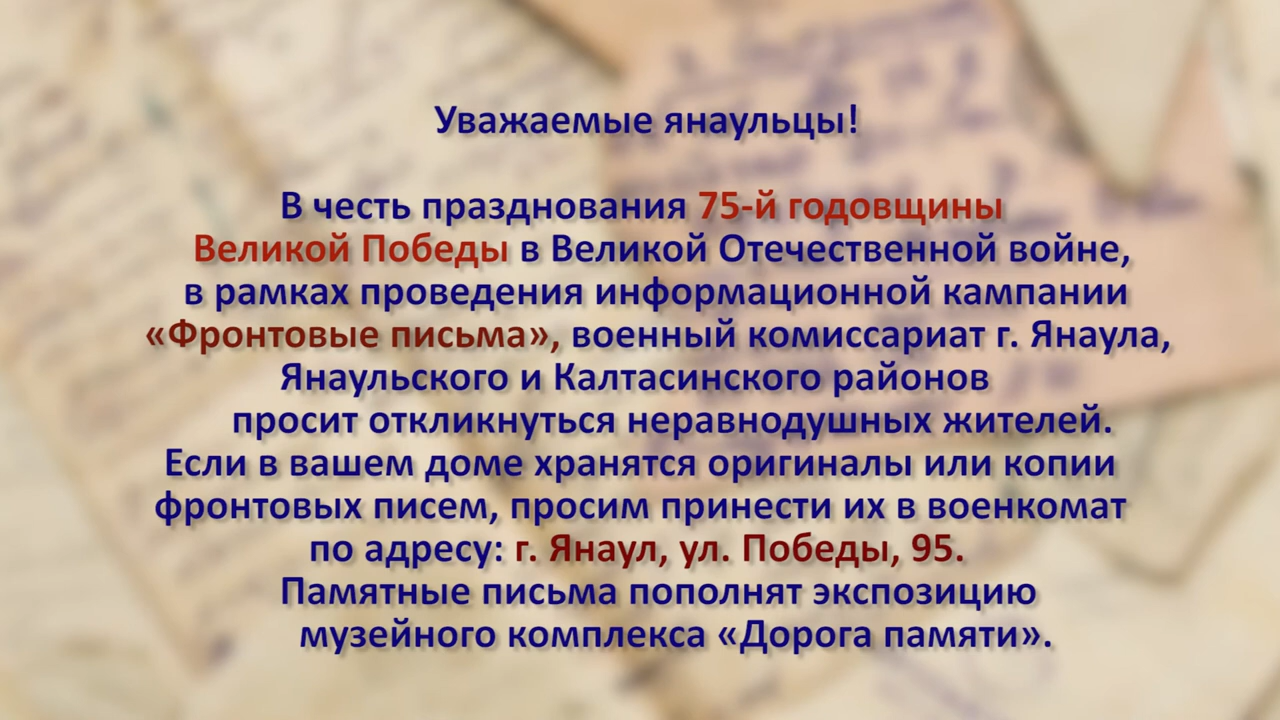 Уважаемые янаульцы!
В честь празднования 75-й годовщины
Великой Победы в Великой Отечественной войне,
в рамках проведения информационной кампании
«Фронтовые письма», военный комиссариат г. Янаула,
Янаульского и Калтасинского районов
просит откликнуться неравнодушных жителей.
Если в вашем доме хранятся оригиналы или копии
фронтовых писем, просим принести их в военкомат
по адресу: г. Янаул, ул. Победы, 95.
Памятные письма пополнят экспозицию
музейного комплекса «Дорога памяти».